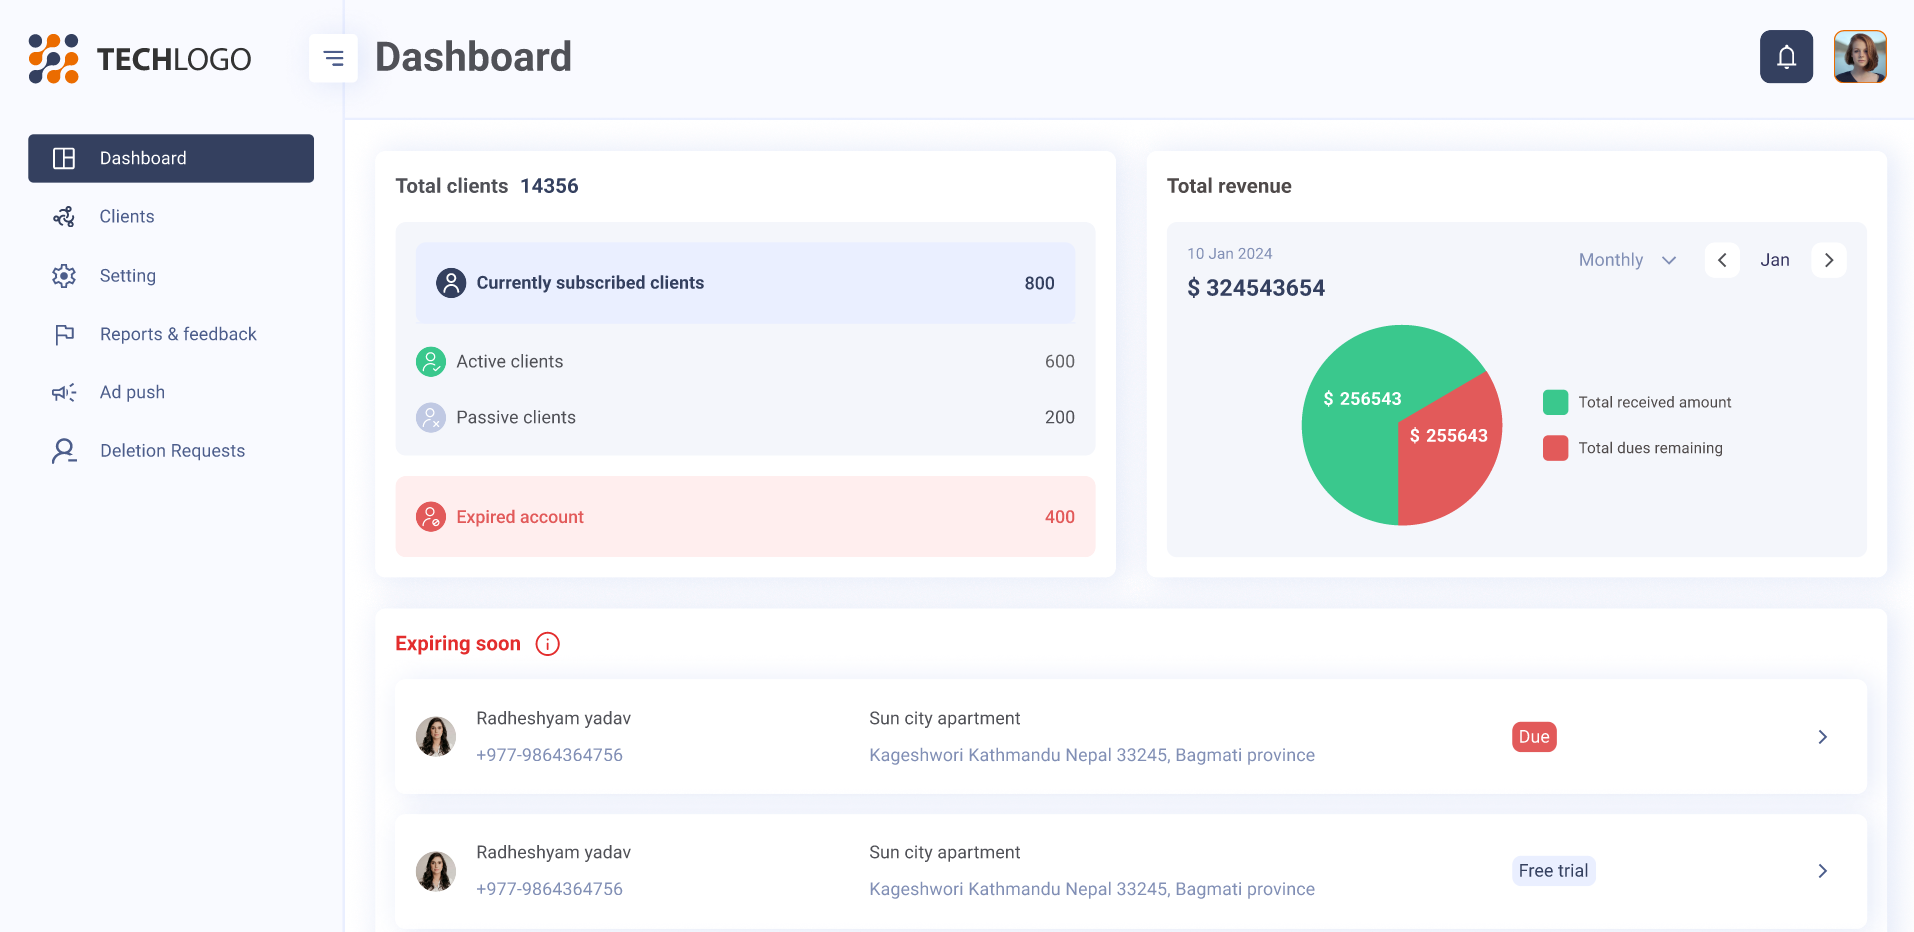 TECHLOGO
Dashboard
Dashboard
Clients
Setting
Reports & feedback
Ad push
Deletion Requests
Total clients 14356
Currently subscribed clients 800
Active clients 600
Passive clients 200
Expired account 400
Total revenue
10 Jan 2024
$ 324543654
Monthly
Jan
$ 256543
$ 255643
Total received amount
Total dues remaining
Expiring soon
Radheshyam yadav
+977-9864364756
Sun city apartment
Kageshwori Kathmandu Nepal 33245, Bagmati province
Due
Radheshyam yadav
+977-9864364756
Sun city apartment
Kageshwori Kathmandu Nepal 33245, Bagmati province
Free trial